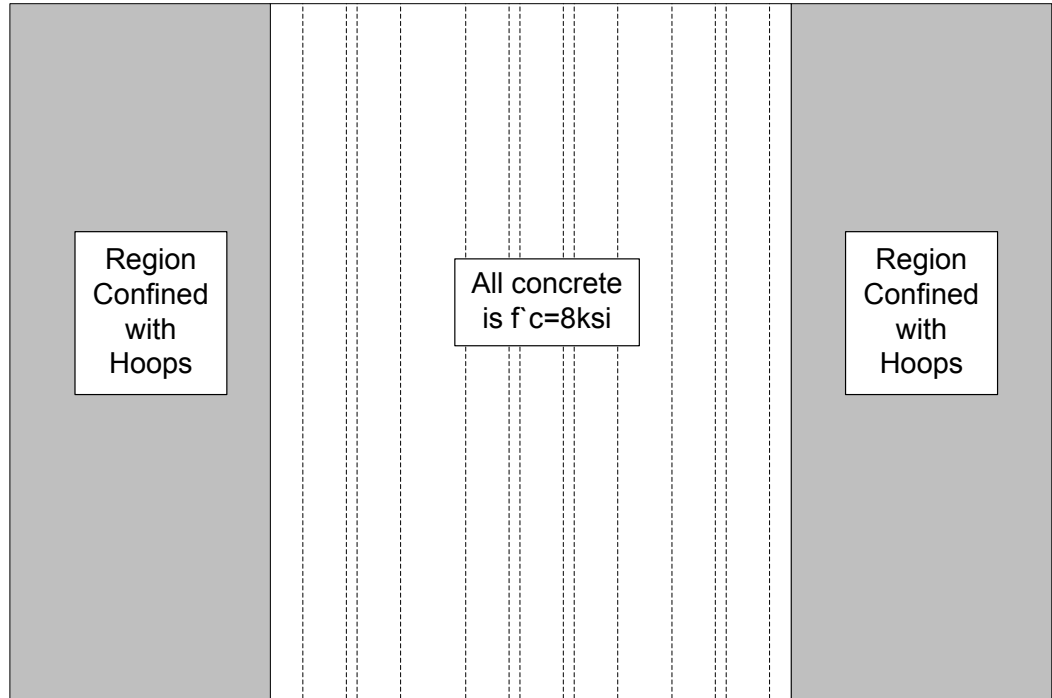 Region
Confined
with
Hoops
All concrete
is f`c=8ksi
Region
Confined
with
Hoops